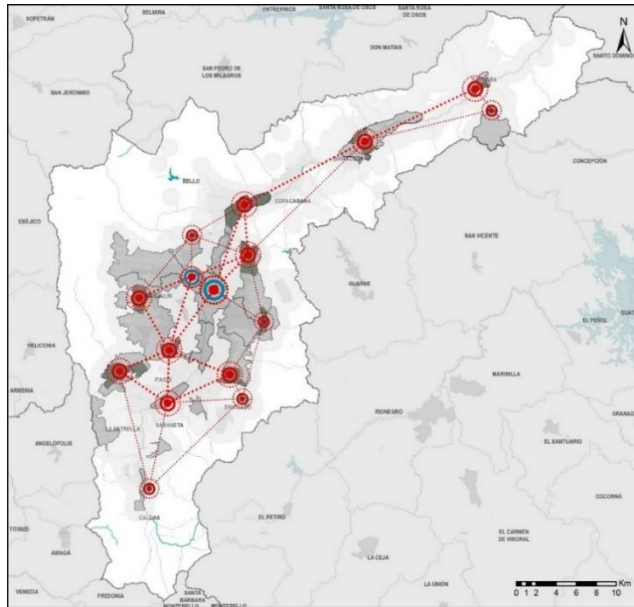 SOPETRÁN
BELMIRA
ENTRERRIOS
SANTA ROSA
DE OSOS
SANTA ROSA
DE OSOS
N
SANTO DOMINGO
DON MATÍAS
SAN PEDRO DE
LOS MILAGROS
SAN JERÓNIMO
CONCEPCIÓN
BELLO
COPACABANA
EBÉJICO
SAN VICENTE
GUARNE
EL PEÑOL
HELICONIA
MARINILLA
ARMENIA
ITAGÜÍ
GRANADA
LA ESTRELLA
SABANETA
RIONEGRO
ANGELÓPOLIS
EL SANTUARIO
COCORNÁ
CALDAS
EL RETIRO
TITIRIBÍ
EL CARMEN
DE VIBORAL
AMAGÁ
LA CEJA
VENECIA
FREDONIA
SANTA
BÁRBARA
MONTEBELLO
MONTEBELLO
LA UNIÓN
Km
0 1 2 4 6 8 10